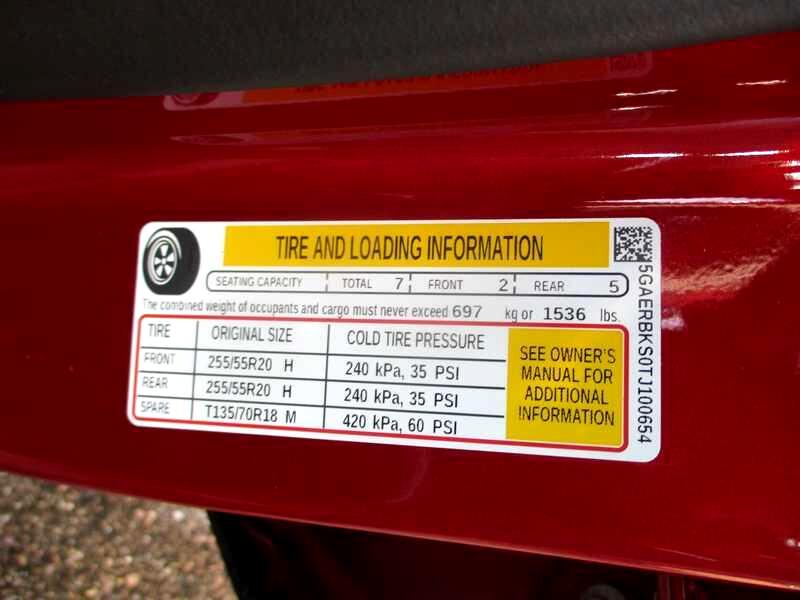 TIRE AND LOADING INFORMATION
SEATING CAPACITY TOTAL 7 FRONT 2 REAR 5
The combined weight of occupants and cargo must never exceed 697 kg or 1536 lbs.
TIRE ORIGINAL SIZE COLD TIRE PRESSURE
FRONT 255/55R20 H 240 kPa, 35 PSI
REAR 255/55R20 H 240 kPa, 35 PSI
SPARE T135/70R18 M 420 kPa, 60 PSI
SEE OWNER'S
MANUAL FOR
ADDITIONAL
INFORMATION
5GAERBKS0TJ100654